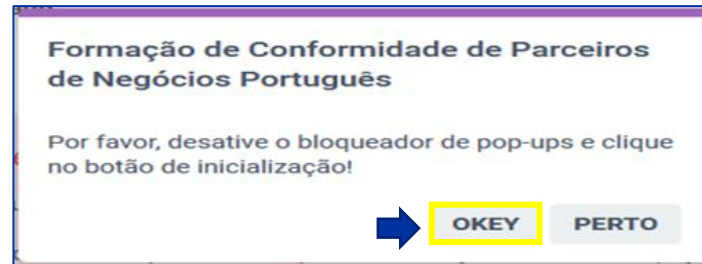 Formação de Conformidade de Parceiros
de Negócios Português
Por favor, desative o bloqueador de pop-ups e clique
no botão de inicialização!
OKEY PERTO